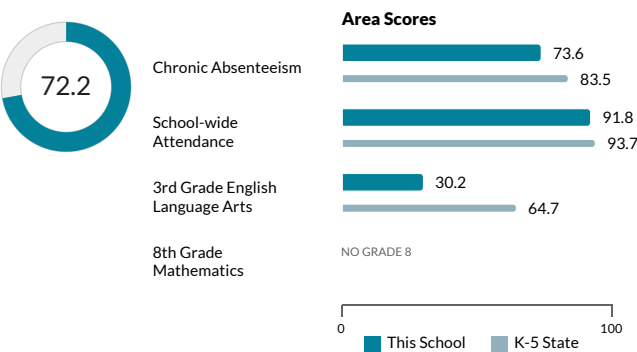 Area Scores
72.2
Chronic Absenteeism
73.6
83.5
School-wide
Attendance
91.8
93.7
3rd Grade English
Language Arts
30.2
64.7
8th Grade
Mathematics
NO GRADE 8
0
100
This School
K-5 State